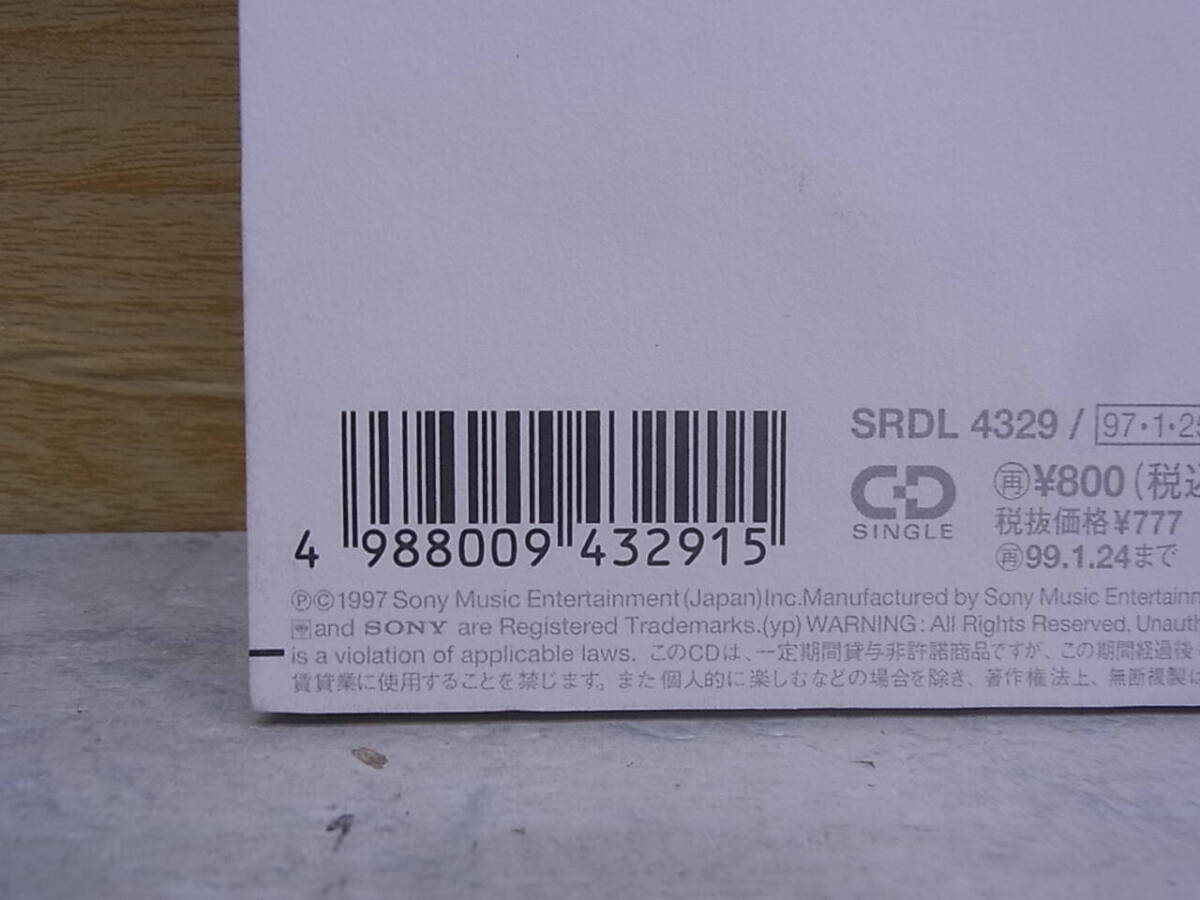 4 988009 432915
SRDL 4329 / 97・1・25
CD
SINGLE
再¥800(税込
税抜価格¥777
再99.1.24まで
Ⓟ©1997 Sony Music Entertainment(Japan)Inc.Manufactured by Sony Music Entertainm
and SONY are Registered Trademarks.(yp) WARNING: All Rights Reserved. Unauth
is a violation of applicable laws. このCDは、一定期間貸与非許諾商品ですが、この期間経過後
賃貸業に使用することを禁じます。また個人的に楽しむなどの場合を除き、著作権法上、無断複製は